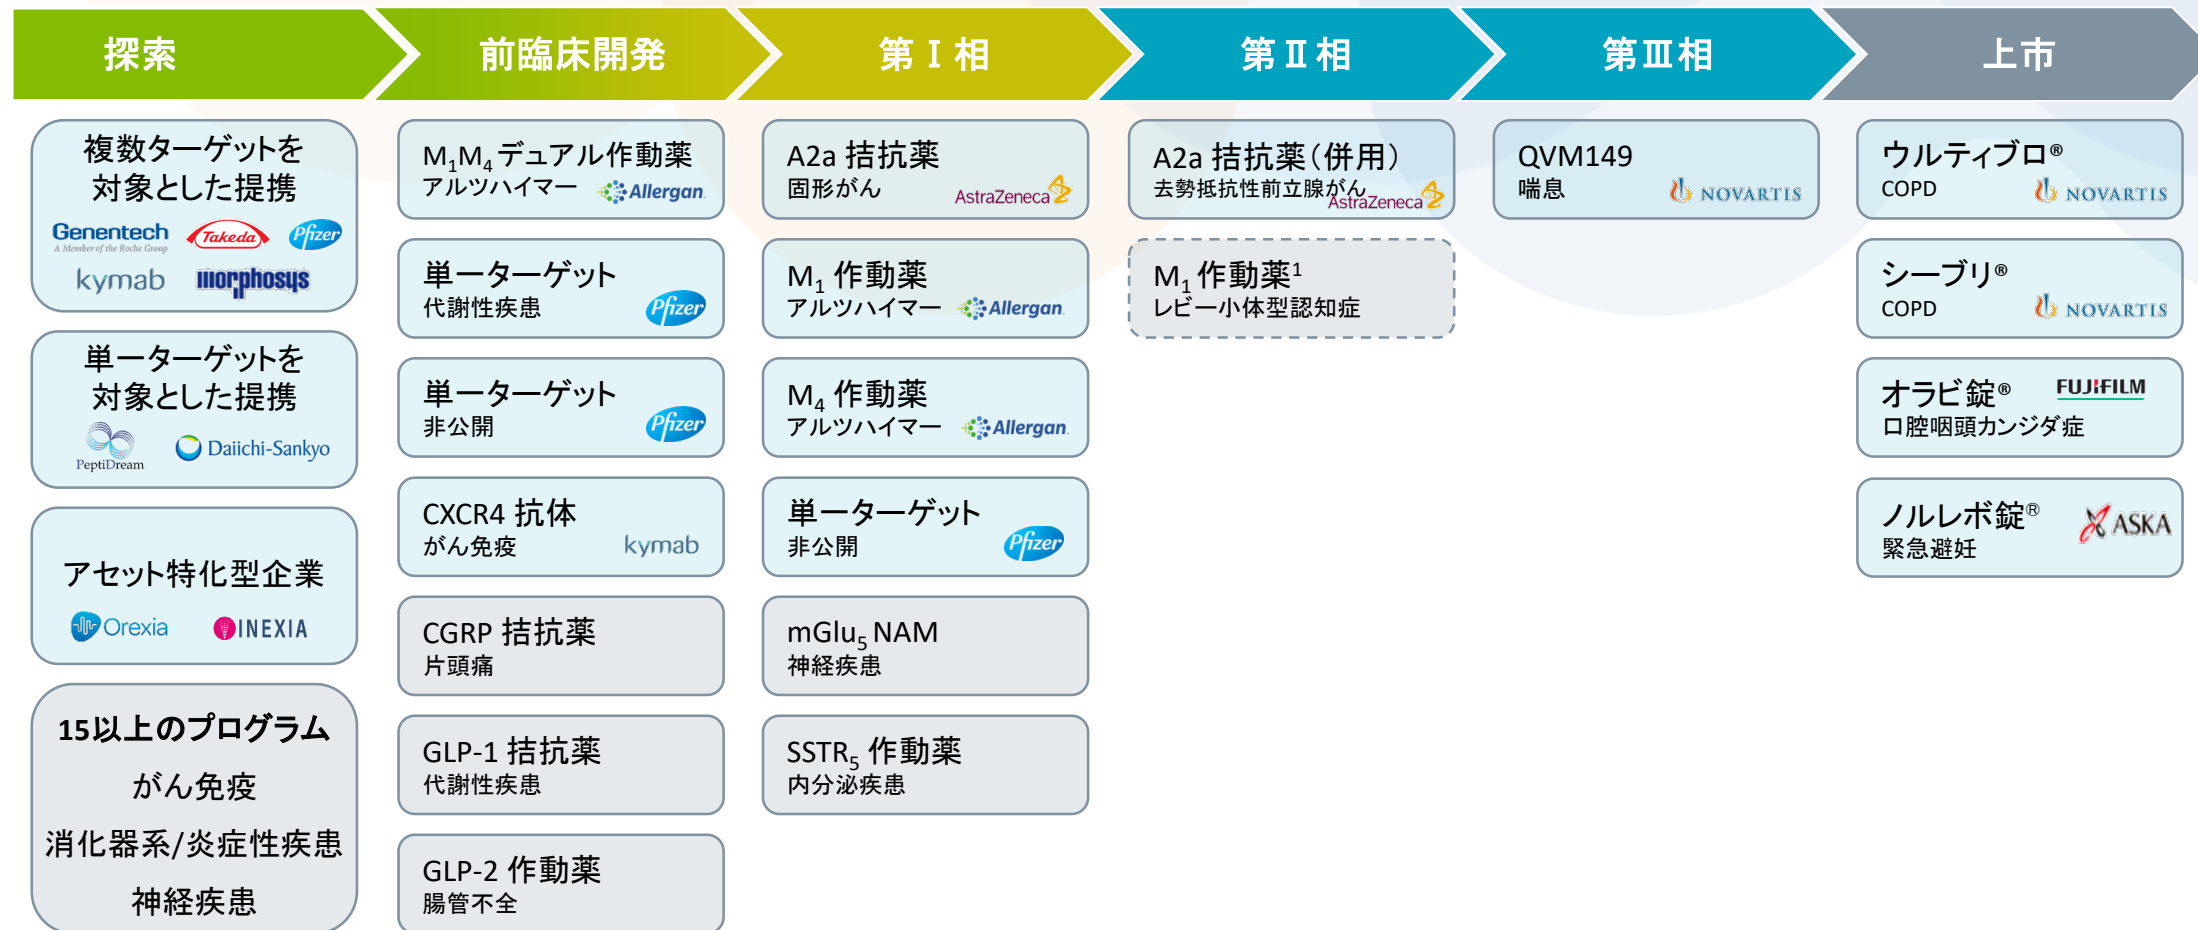 探索
前臨床開発
第Ⅰ相
第Ⅱ相
第Ⅲ相
上市
複数ターゲットを
対象とした提携
Genentech
A Member of the Roche Group
Takeda
Pfizer
kymab
morphosys
単一ターゲットを
対象とした提携
PeptiDream
Daiichi-Sankyo
アセット特化型企業
Orexia
INEXIA
15以上のプログラム
がん免疫
消化器系/炎症性疾患
神経疾患
M₁M₄ デュアル作動薬
アルツハイマー
Allergan
単一ターゲット
代謝性疾患
Pfizer
単一ターゲット
非公開
Pfizer
CXCR4 抗体
がん免疫
kymab
CGRP 拮抗薬
片頭痛
GLP-1 拮抗薬
代謝性疾患
GLP-2 作動薬
腸管不全
A2a 拮抗薬
固形がん
AstraZeneca
M₁ 作動薬
アルツハイマー
Allergan
M₄ 作動薬
アルツハイマー
Allergan
単一ターゲット
非公開
Pfizer
mGlu₅ NAM
神経疾患
SSTR₅ 作動薬
内分泌疾患
A2a 拮抗薬（併用）
去勢抵抗性前立腺がん
AstraZeneca
M₁ 作動薬¹
レビー小体型認知症
QVM149
喘息
NOVARTIS
ウルティブロ®
COPD
NOVARTIS
シーブリ®
COPD
NOVARTIS
オラビ錠®
FUJIFILM
口腔咽頭カンジダ症
ノルレボ錠®
ASKA
緊急避妊